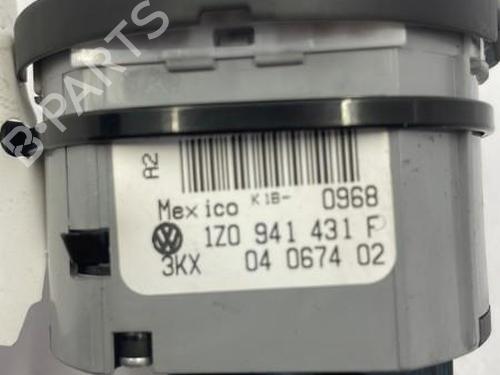 B-PARTS
A2
Mexico K1B- 0968
1Z0 941 431 F
3KX 04 0674 02